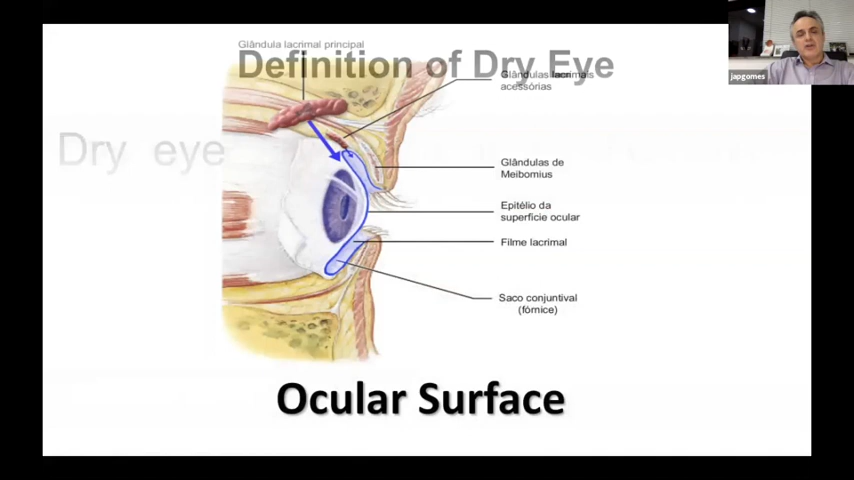 Glândula lacrimal principal
Definition of Dry Eye
Glândulas lacrimais
acessórias
japgomes
Dry eye
Glândulas de
Meibomius
Epitélio da
superfície ocular
Filme lacrimal
Saco conjuntival
(fórnice)
Ocular Surface